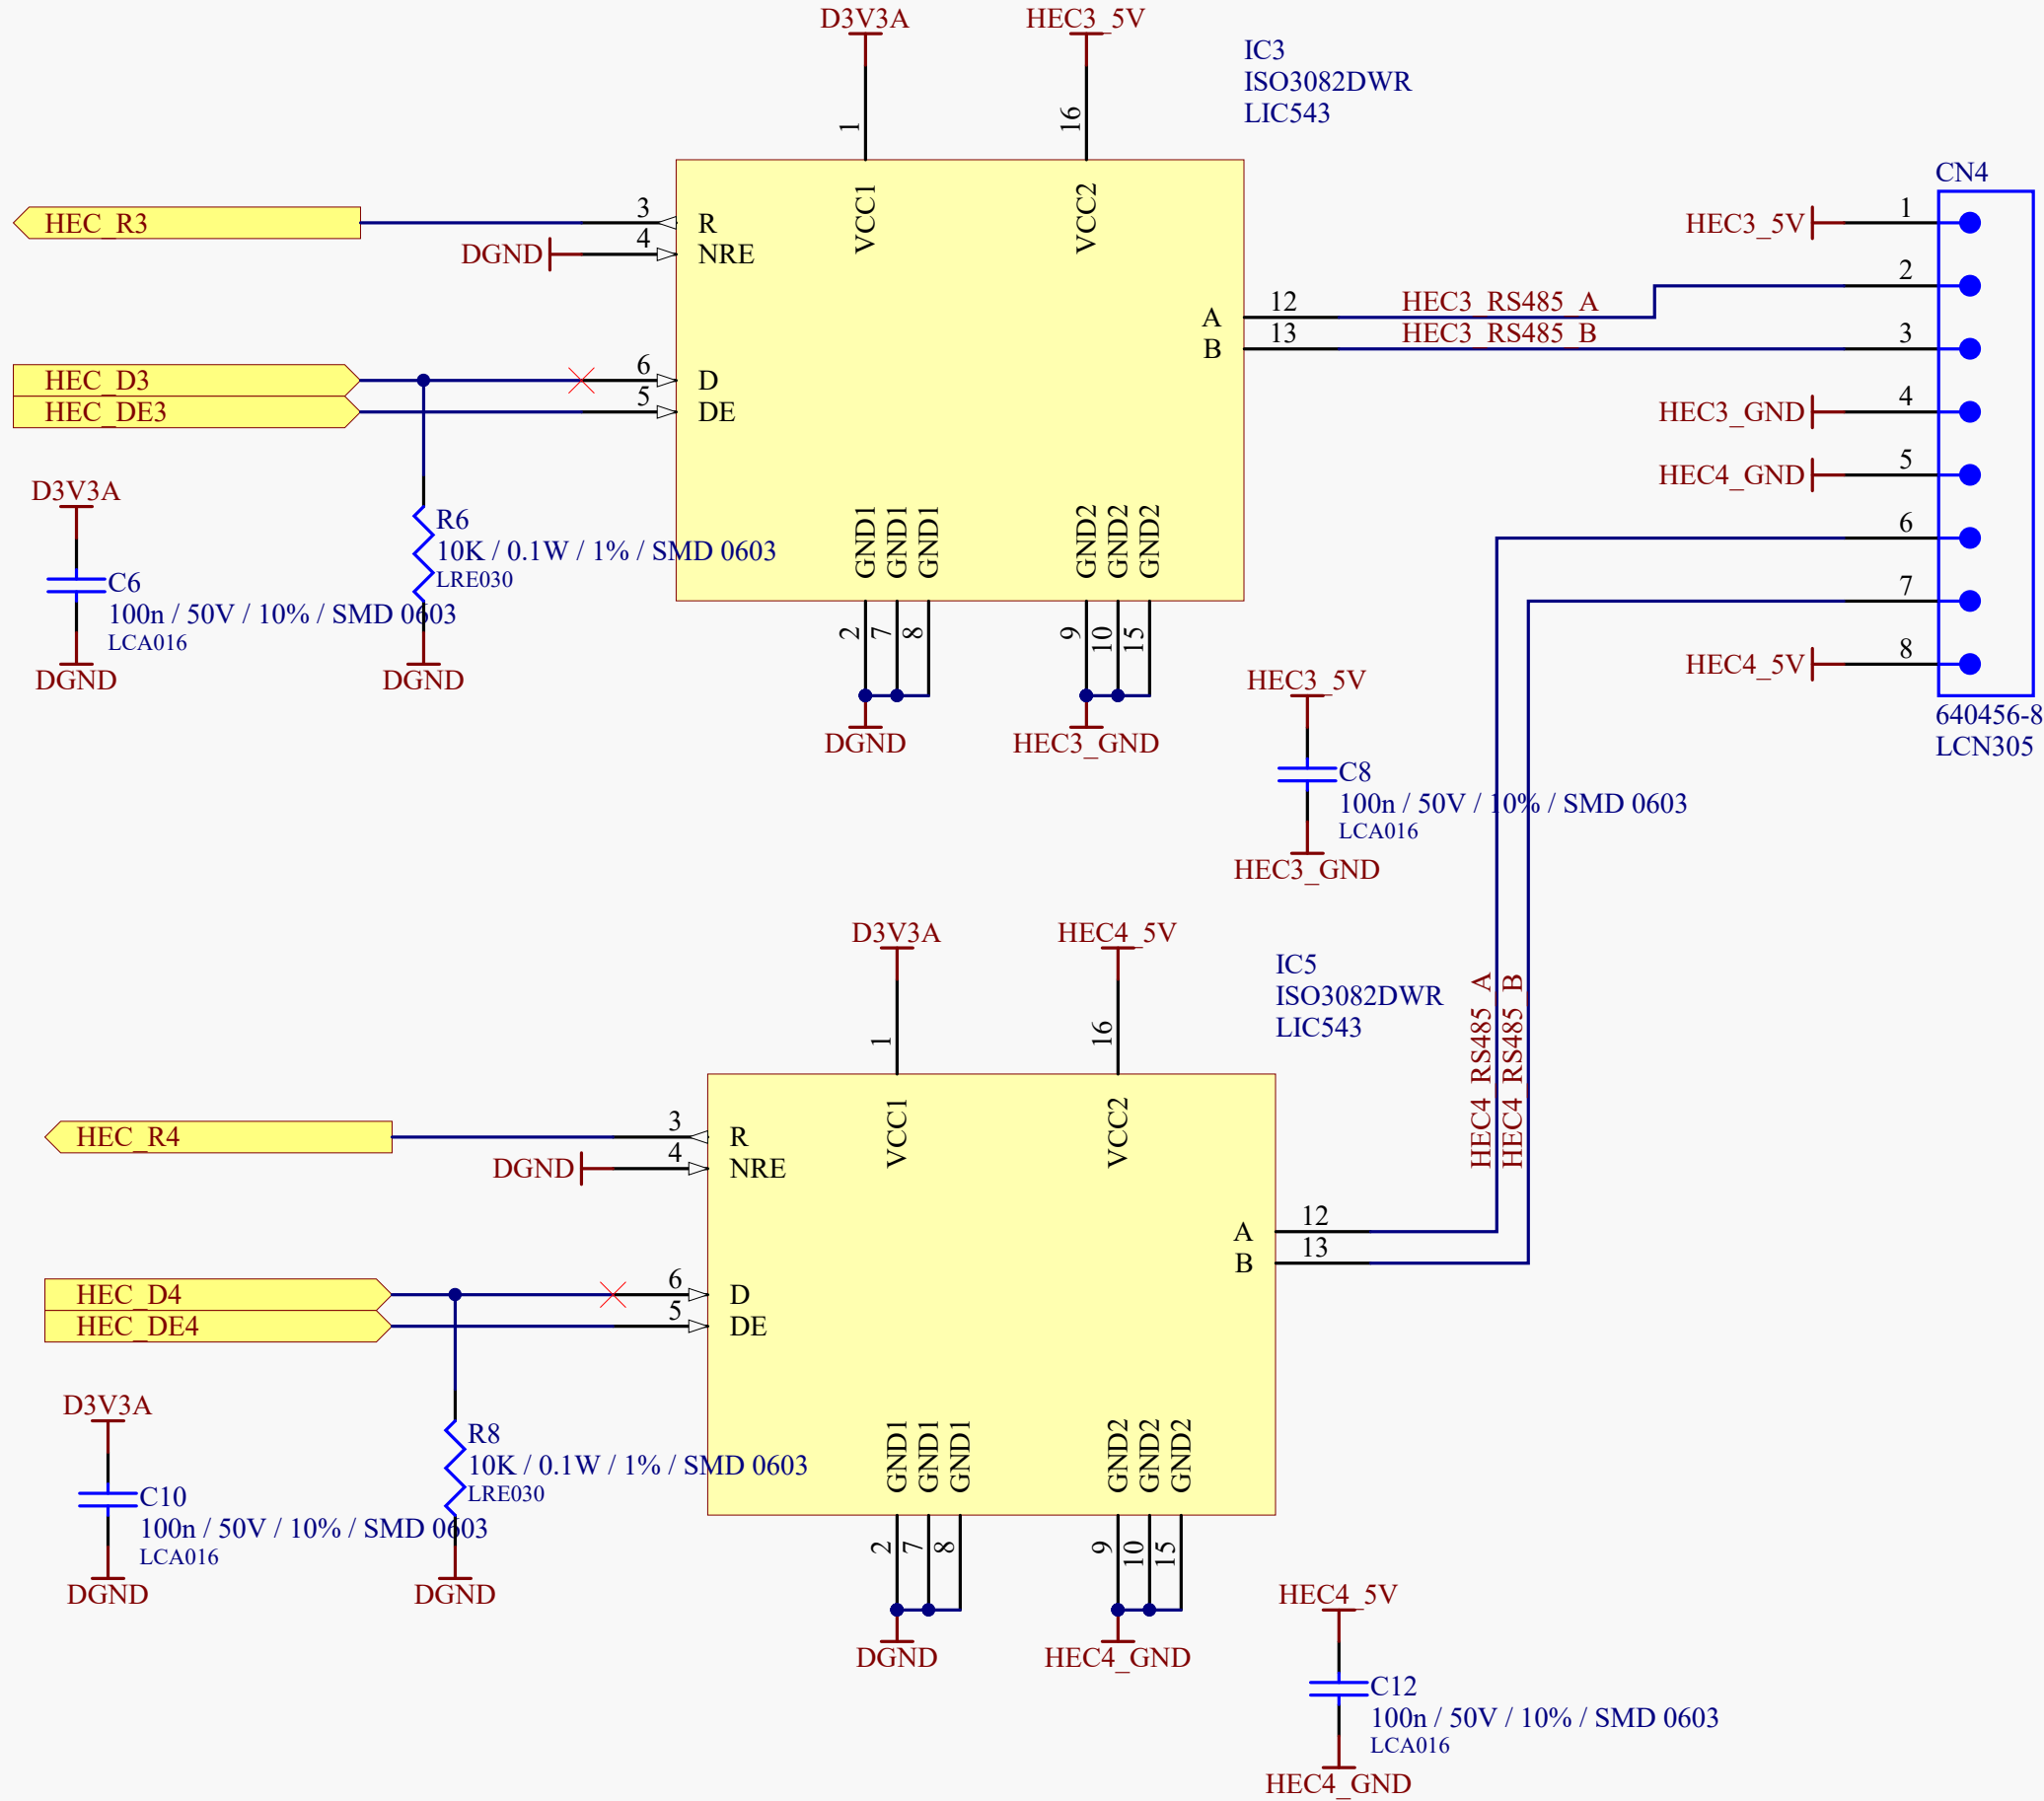 D3V3A
HEC3_5V
IC3
ISO3082DWR
LIC543
1
16
VCC1
VCC2
HEC_R3
3
R
DGND
4
NRE
HEC_D3
6
D
HEC_DE3
5
DE
A
12
HEC3_RS485_A
B
13
HEC3_RS485_B
CN4
HEC3_5V
1
2
3
HEC3_GND
4
HEC4_GND
5
6
7
HEC4_5V
8
640456-8
LCN305
D3V3A
C6
100n / 50V / 10% / SMD 0603
LCA016
DGND
R6
10K / 0.1W / 1% / SMD 0603
LRE030
DGND
GND1
GND1
GND1
GND2
GND2
GND2
2
7
8
9
10
15
DGND
HEC3_GND
HEC3_5V
C8
100n / 50V / 10% / SMD 0603
LCA016
HEC3_GND
D3V3A
HEC4_5V
IC5
ISO3082DWR
LIC543
1
16
VCC1
VCC2
HEC4_RS485_A
HEC4_RS485_B
HEC_R4
3
R
DGND
4
NRE
HEC_D4
6
D
HEC_DE4
5
DE
A
12
B
13
D3V3A
C10
100n / 50V / 10% / SMD 0603
LCA016
DGND
R8
10K / 0.1W / 1% / SMD 0603
LRE030
DGND
GND1
GND1
GND1
GND2
GND2
GND2
2
7
8
9
10
15
DGND
HEC4_GND
HEC4_5V
C12
100n / 50V / 10% / SMD 0603
LCA016
HEC4_GND